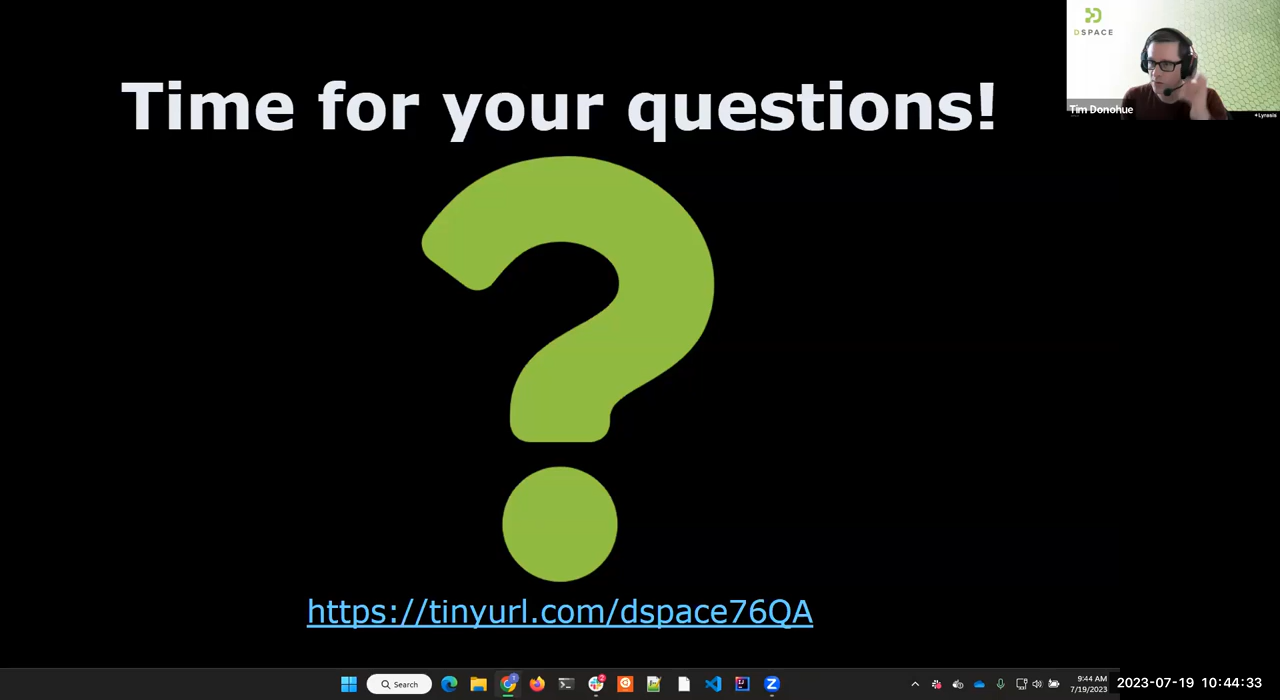 DSPACE
Time for your questions!
Tim Donohue
Lyrasis
https://tinyurl.com/dspace76QA
Search
9:44 AM
7/19/2023
2023-07-19 10:44:33